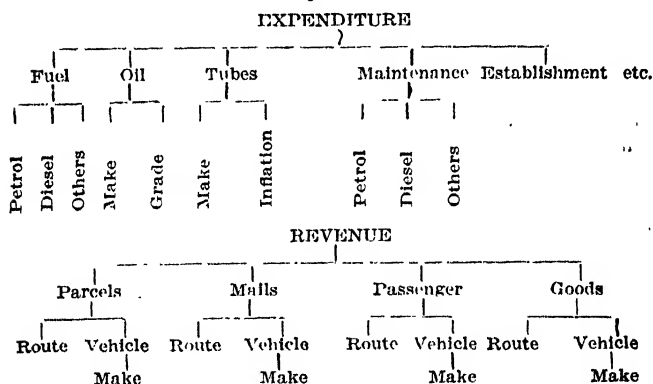 EXPENDITURE
Fuel Oil Tubes Maintenance Establishment etc.
Petrol Diesel Others Make Grade Make Inflation Petrol Diesel Others
REVENUE
Parcels Mails Passenger Goods
Route Vehicle Route Vehicle Route Vehicle Route Vehicle
Make Make Make Make